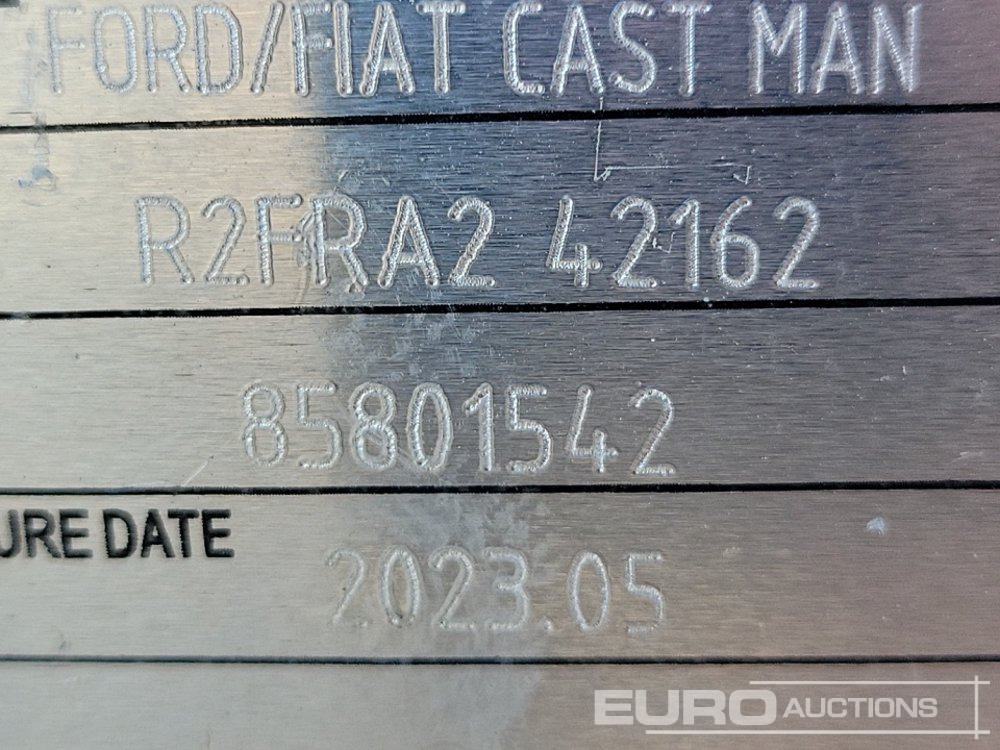 FORD/FIAT CAST MAN
R2FRA2 42162
85801542
URE DATE 2023.05
EURO AUCTIONS